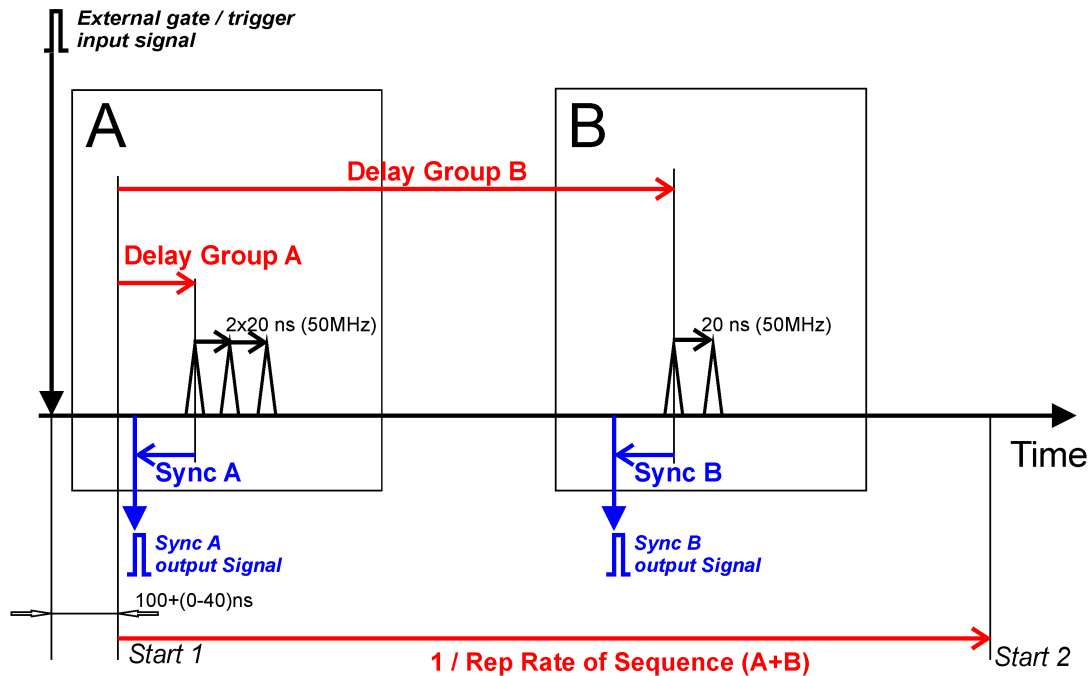 External gate / trigger
input signal
A
B
Delay Group B
Delay Group A
2x20 ns (50MHz)
20 ns (50MHz)
Time
Sync A
Sync B
Sync A
output Signal
Sync B
output Signal
100+(0-40)ns
Start 1
1 / Rep Rate of Sequence (A+B)
Start 2